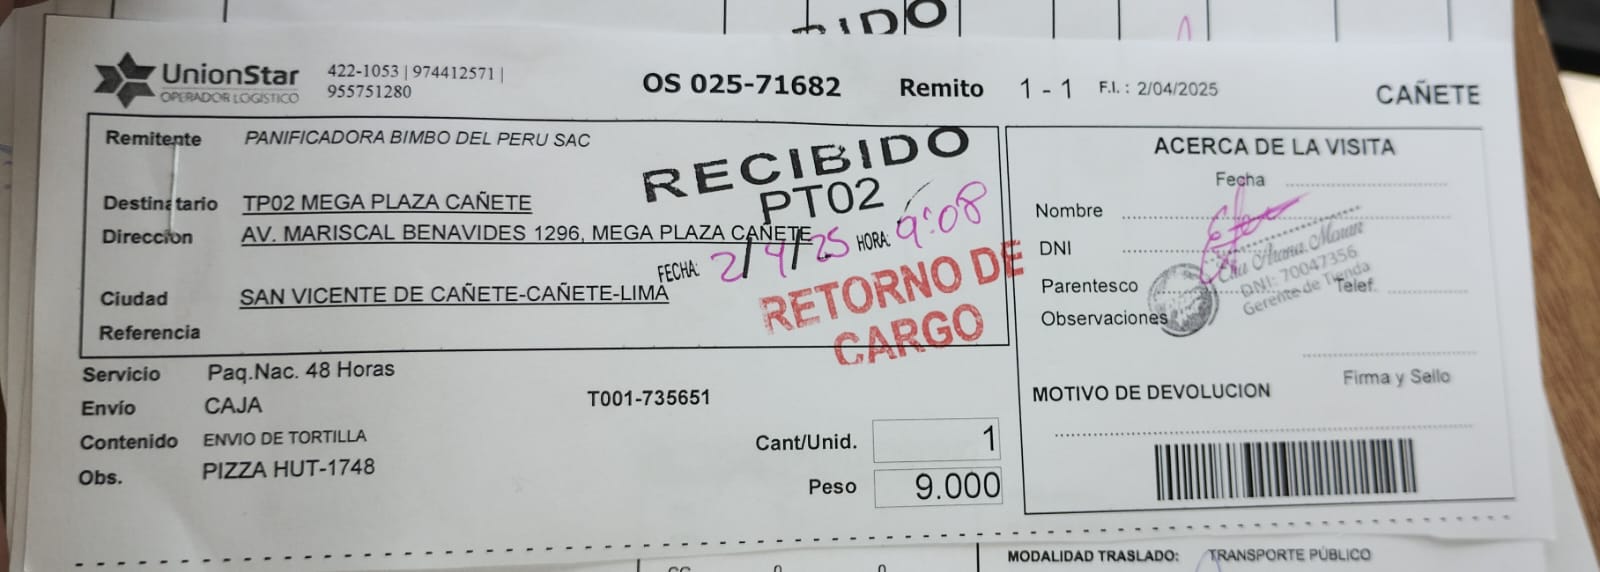 UnionStar
OPERADOR LOGÍSTICO
422-1053 | 974412571 |
955751280
OS 025-71682 Remito 1 - 1 F.I. : 2/04/2025
CAÑETE
Remitente PANIFICADORA BIMBO DEL PERU SAC
Destinatario TP02 MEGA PLAZA CAÑETE
Direccion AV. MARISCAL BENAVIDES 1296, MEGA PLAZA CAÑETE
Ciudad SAN VICENTE DE CAÑETE-CAÑETE-LIMA
Referencia
RECIBIDO
PT02
FECHA: 2/4/25 HORA: 9:08
RETORNO DE
CARGO
Servicio Paq.Nac. 48 Horas
Envío CAJA
T001-735651
Contenido ENVIO DE TORTILLA
Obs. PIZZA HUT-1748
Cant/Unid. 1
Peso 9.000
ACERCA DE LA VISITA
Fecha
Nombre
DNI
Parentesco
Telef.
Observaciones
DNI: 70047356
Gerente de Tienda
Firma y Sello
MOTIVO DE DEVOLUCION
MODALIDAD TRASLADO: TRANSPORTE PÚBLICO